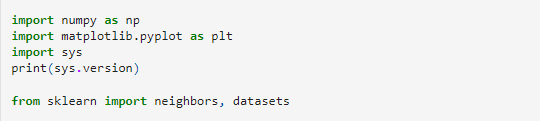 import numpy as np
import matplotlib.pyplot as plt
import sys
print(sys.version)
from sklearn import neighbors, datasets